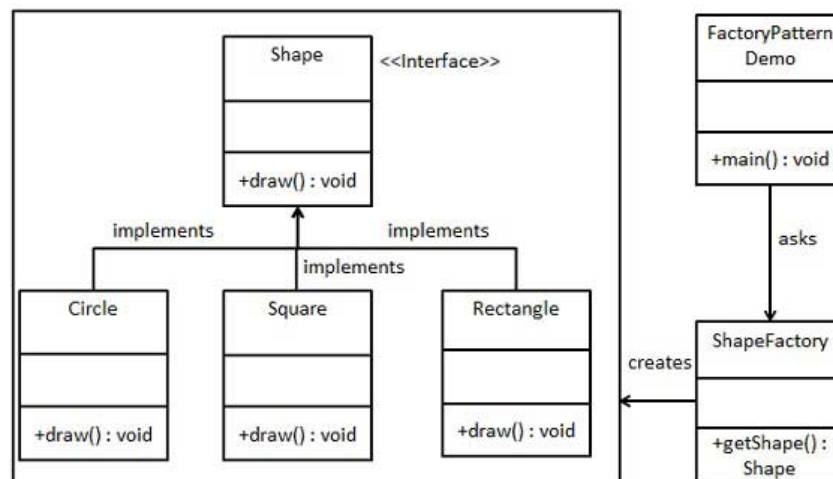 Shape
<<Interface>>
+draw() : void
implements
implements
implements
Circle
+draw() : void
Square
+draw() : void
Rectangle
+draw() : void
FactoryPattern
Demo
+main() : void
asks
ShapeFactory
+getShape() :
Shape
creates